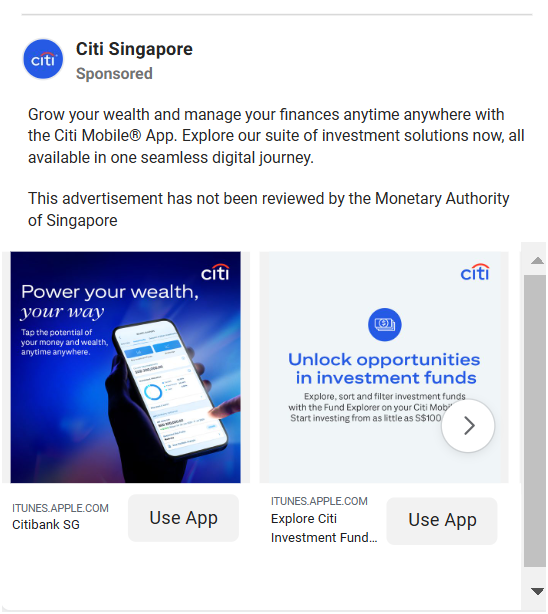 citi
Citi Singapore
Sponsored
Grow your wealth and manage your finances anytime anywhere with
the Citi Mobile® App. Explore our suite of investment solutions now, all
available in one seamless digital journey.
This advertisement has not been reviewed by the Monetary Authority
of Singapore
citi
Power your wealth,
your way
Tap the potential of
your money and wealth,
anytime anywhere.
ITUNES.APPLE.COM
Citibank SG
Use App
citi
Unlock opportunities
in investment funds
Explore, sort and filter investment funds
with the Fund Explorer on your Citi
Start investing from as little as S$100
ITUNES.APPLE.COM
Explore Citi
Investment Fund...
Use App